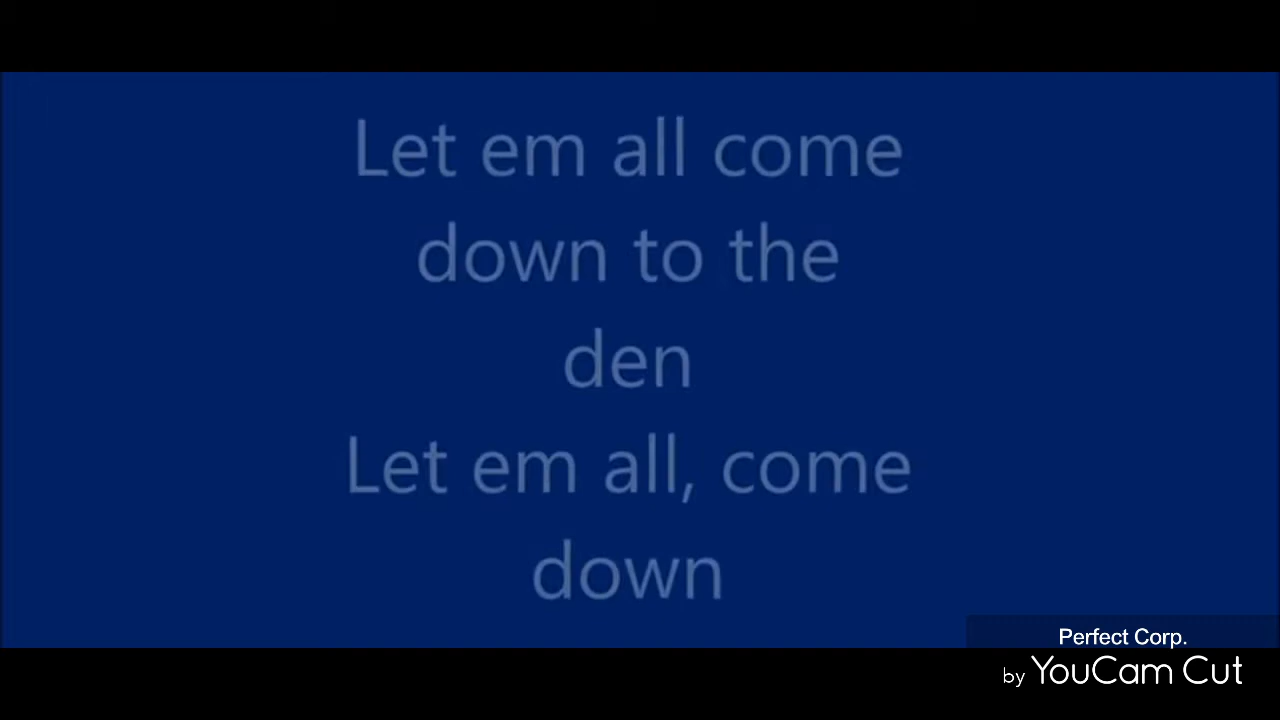 Let em all come
down to the
den
Let em all, come
down
Perfect Corp.
by YouCam Cut